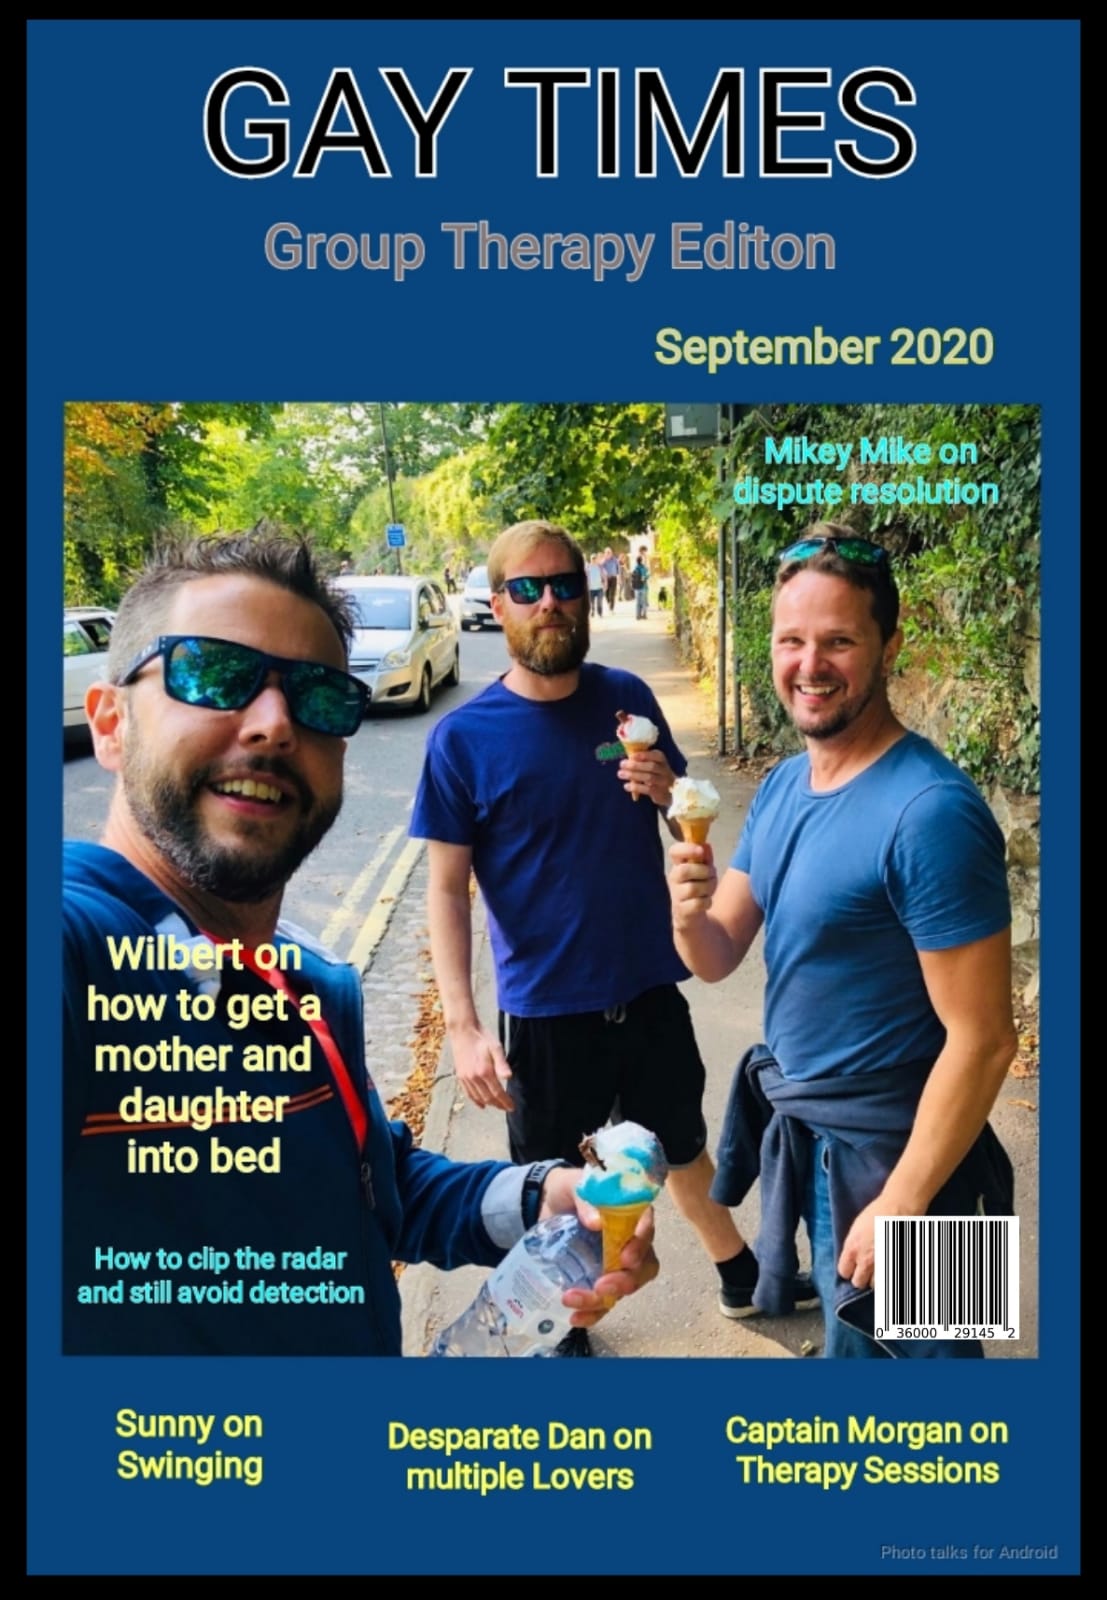 GAY TIMES
Group Therapy Editon
September 2020
Mikey Mike on
dispute resolution
Wilbert on
how to get a
mother and
daughter
into bed
How to clip the radar
and still avoid detection
0 36000 29145 2
Sunny on
Swinging
Desparate Dan on
multiple Lovers
Captain Morgan on
Therapy Sessions
Photo talks for Android